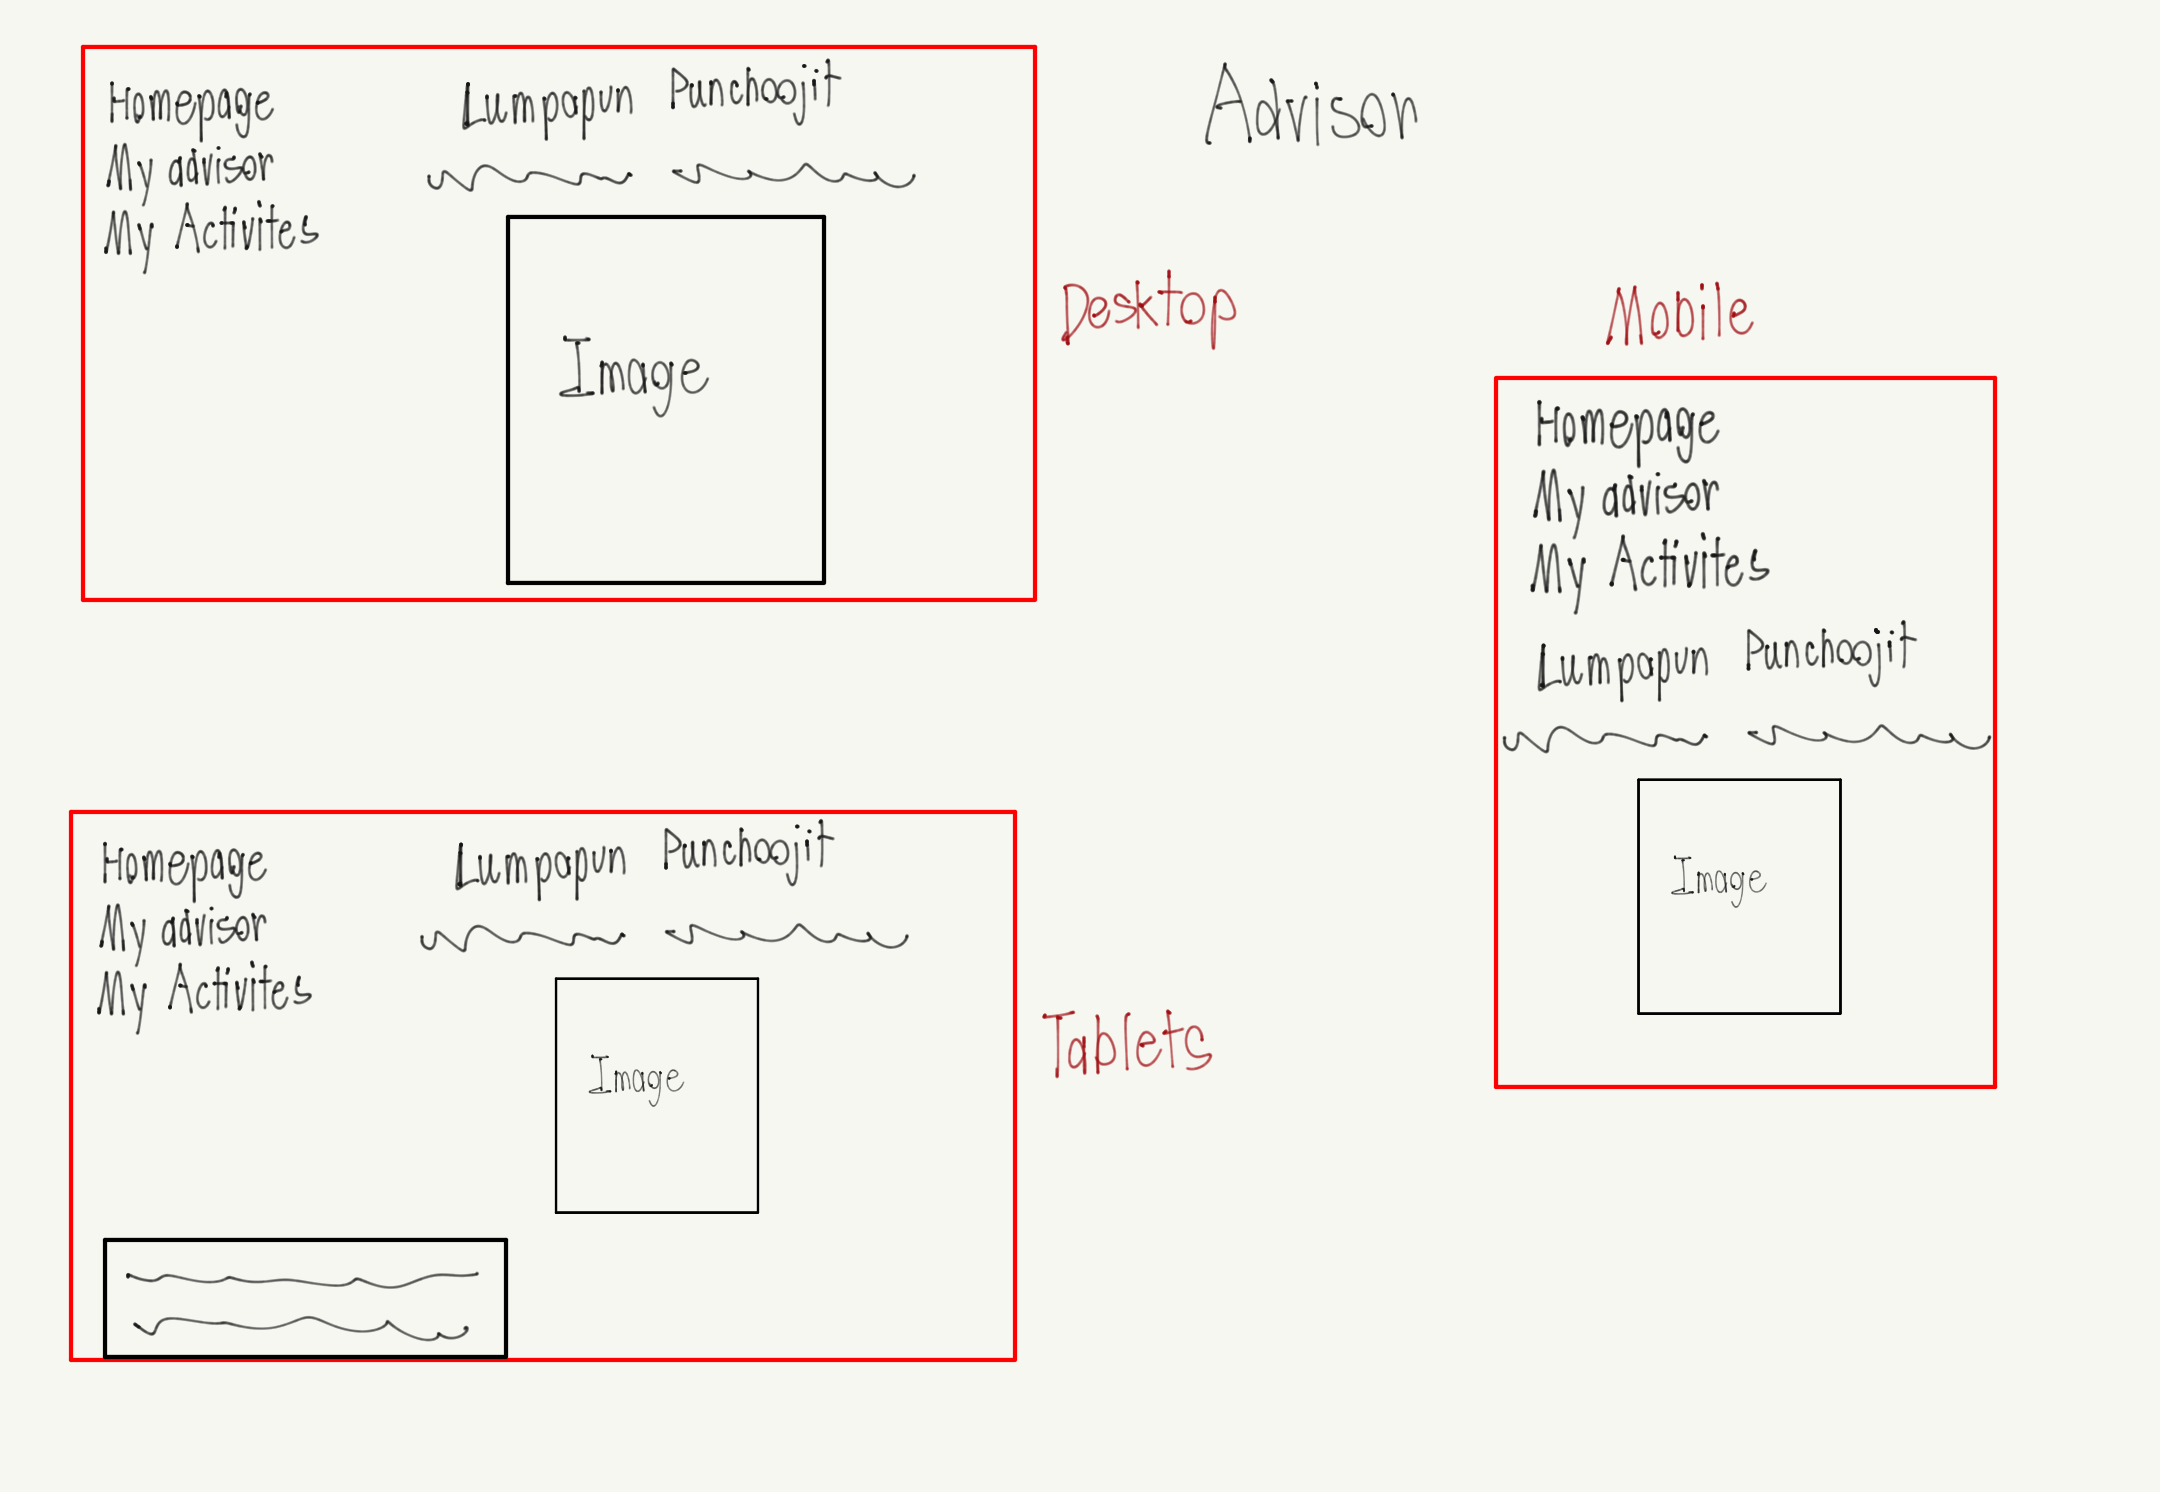 Homepage
My advisor
My Activites
Lumpapun Punchoojit
Image
Advisor
Desktop
Mobile
Homepage
My advisor
My Activites
Lumpapun Punchoojit
Image
Homepage
My advisor
My Activites
Lumpapun Punchoojit
Image
Tablets